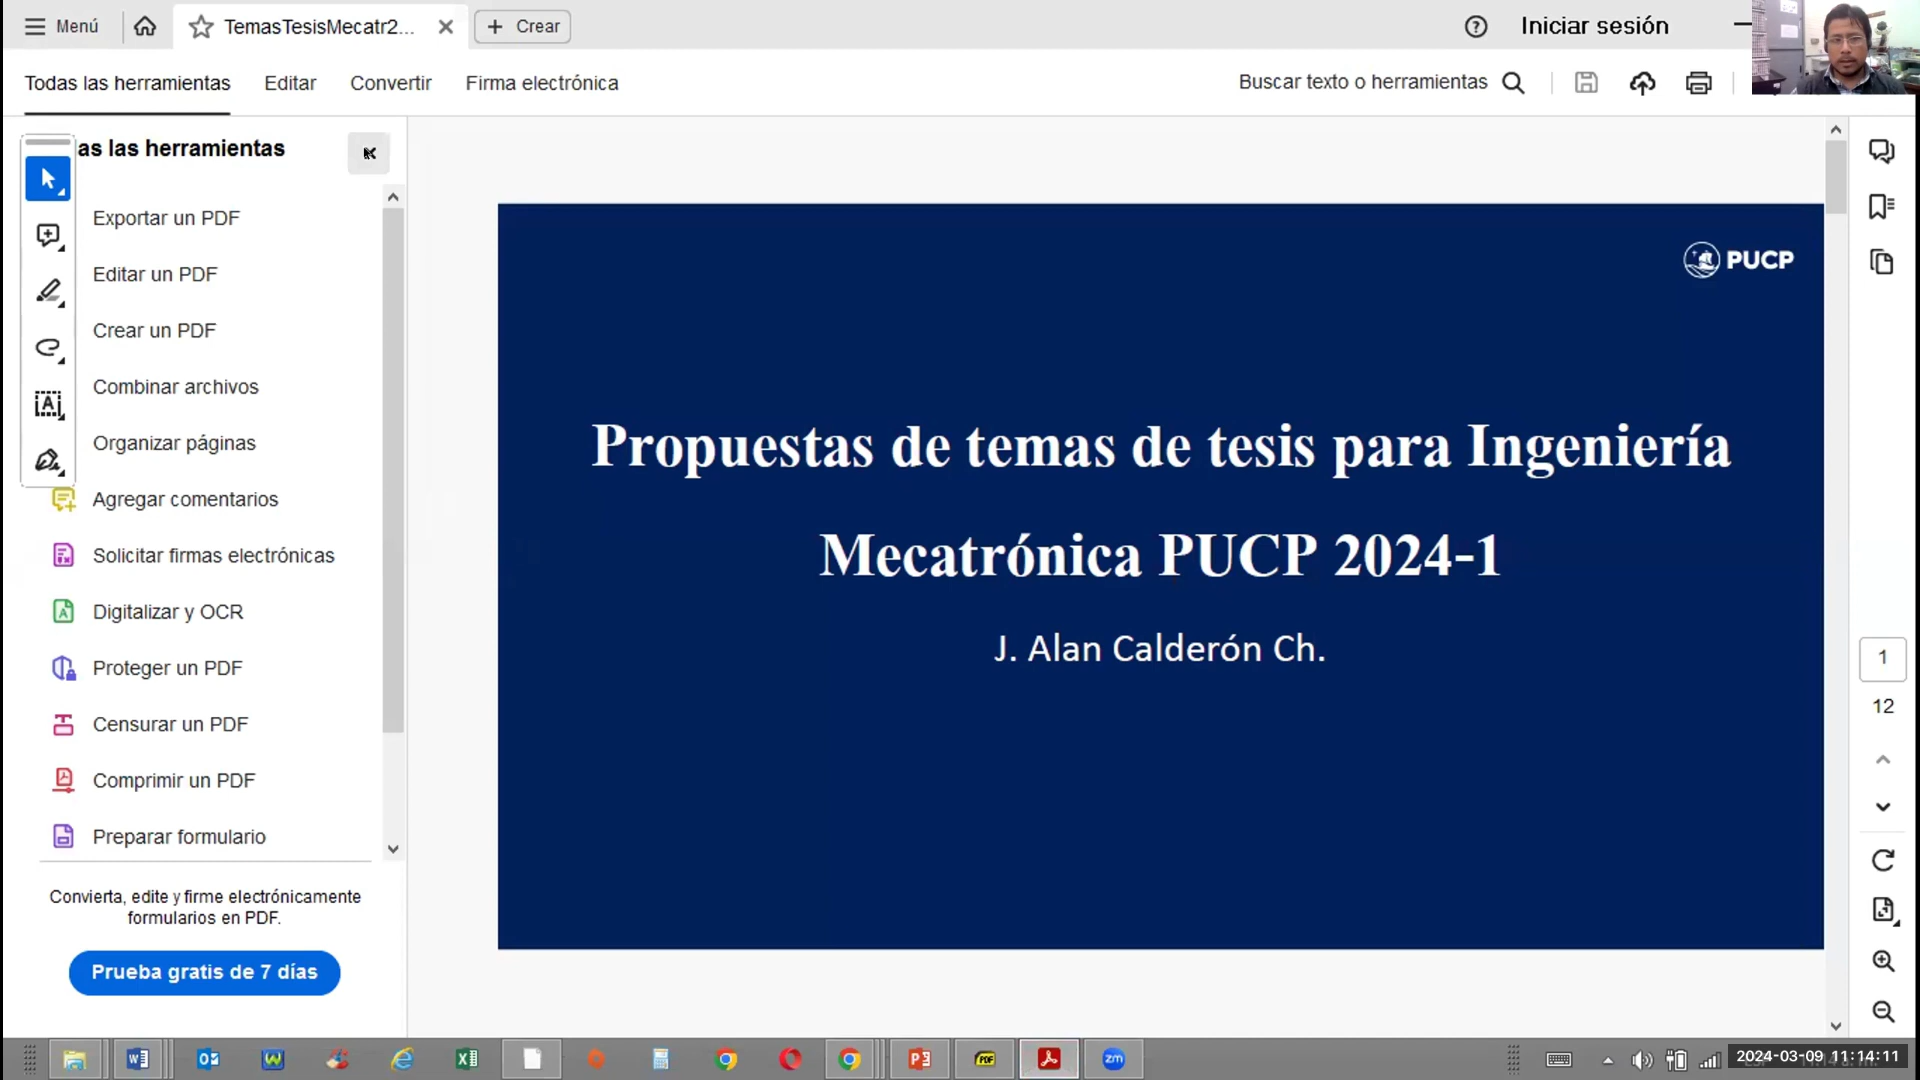 Menú
TemasTesisMecatr2...
Crear
Iniciar sesión
Todas las herramientas
Editar
Convertir
Firma electrónica
Buscar texto o herramientas
as las herramientas
Exportar un PDF
Editar un PDF
Crear un PDF
Combinar archivos
Organizar páginas
Agregar comentarios
Solicitar firmas electrónicas
Digitalizar y OCR
Proteger un PDF
Censurar un PDF
Comprimir un PDF
Preparar formulario
Convierta, edite y firme electrónicamente
formularios en PDF.
Prueba gratis de 7 días
PUCP
Propuestas de temas de tesis para Ingeniería
Mecatrónica PUCP 2024-1
J. Alan Calderón Ch.
1
12
PDF
zm
2024-03-09 11:14:11